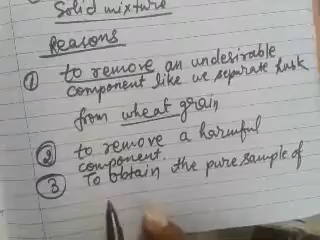 Solid mixture
Reasons
① to remove an undesirable
component like we separate husk
from wheat grain
② to remove a harmful
component.
③ To obtain the pure sample of